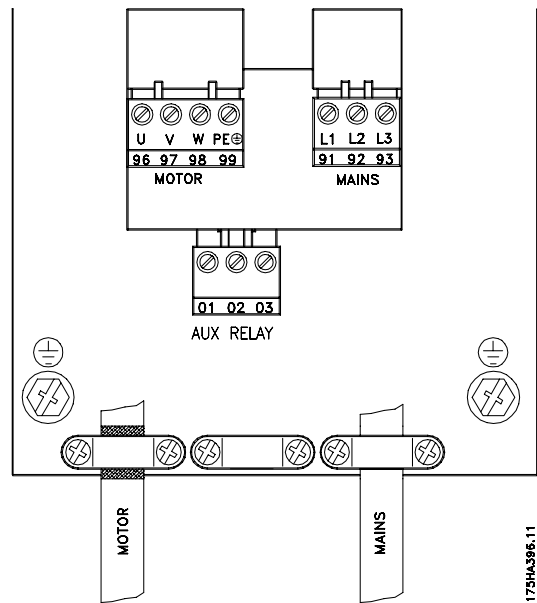 U V W PE
96 97 98 99
MOTOR
L1 L2 L3
91 92 93
MAINS
01 02 03
AUX RELAY
MOTOR
MAINS
175HA396.11